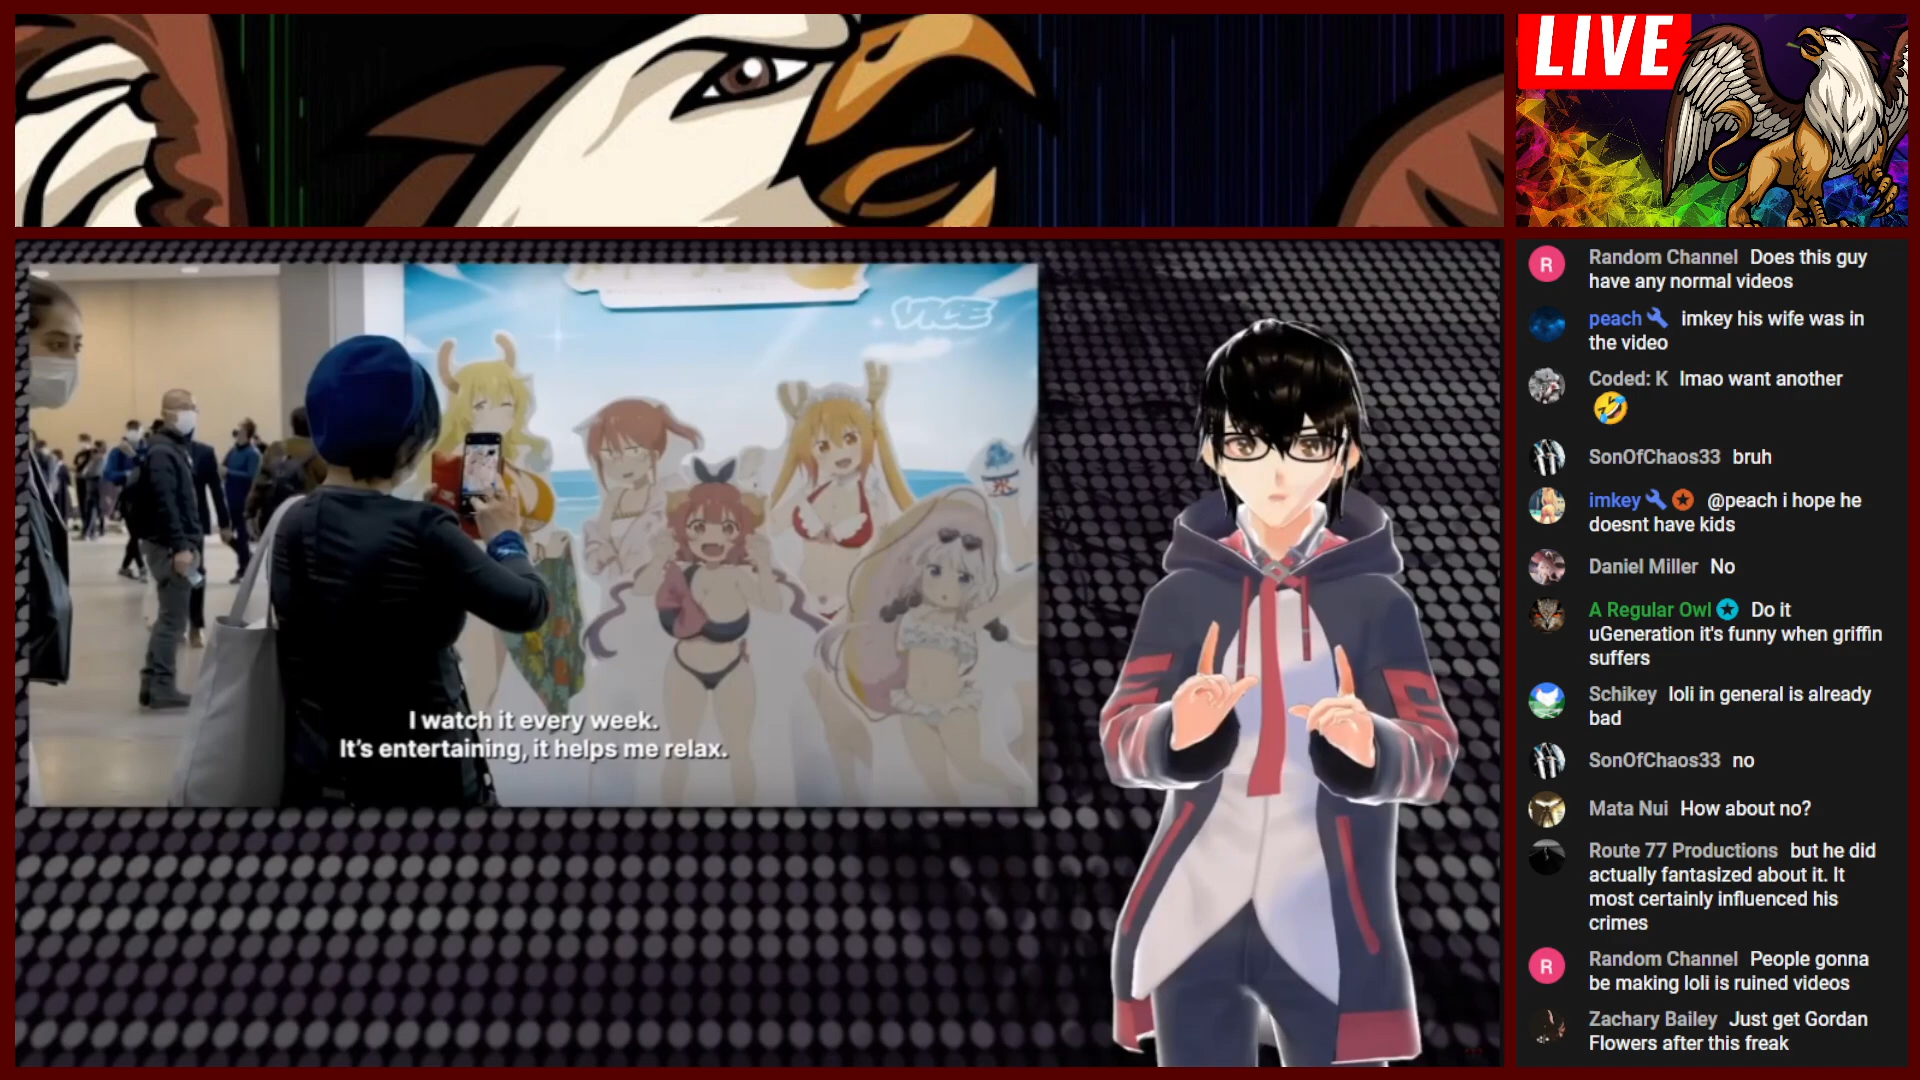 LIVE
VICE
I watch it every week.
It's entertaining, it helps me relax.
R
Random Channel Does this guy
have any normal videos
peach imkey his wife was in
the video
Coded: K lmao want another
SonOfChaos33 bruh
imkey @peach i hope he
doesnt have kids
Daniel Miller No
A Regular Owl Do it
uGeneration it's funny when griffin
suffers
Schikey loli in general is already
bad
SonOfChaos33 no
Mata Nui How about no?
Route 77 Productions but he did
actually fantasized about it. It
most certainly influenced his
crimes
R
Random Channel People gonna
be making loli is ruined videos
Zachary Bailey Just get Gordan
Flowers after this freak